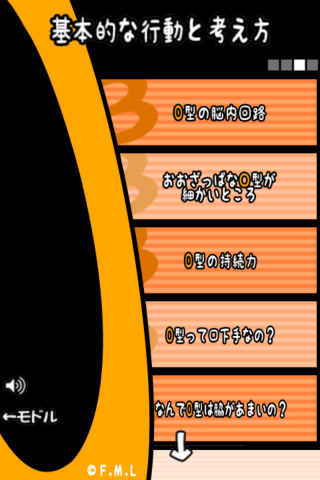 基本的な行動と考え方
O型の脳内回路
おおざっぱなO型が
細かいところ
O型の持続力
O型って口下手なの？
なんでO型は脇があまいの？
←モドル
© F.M.L